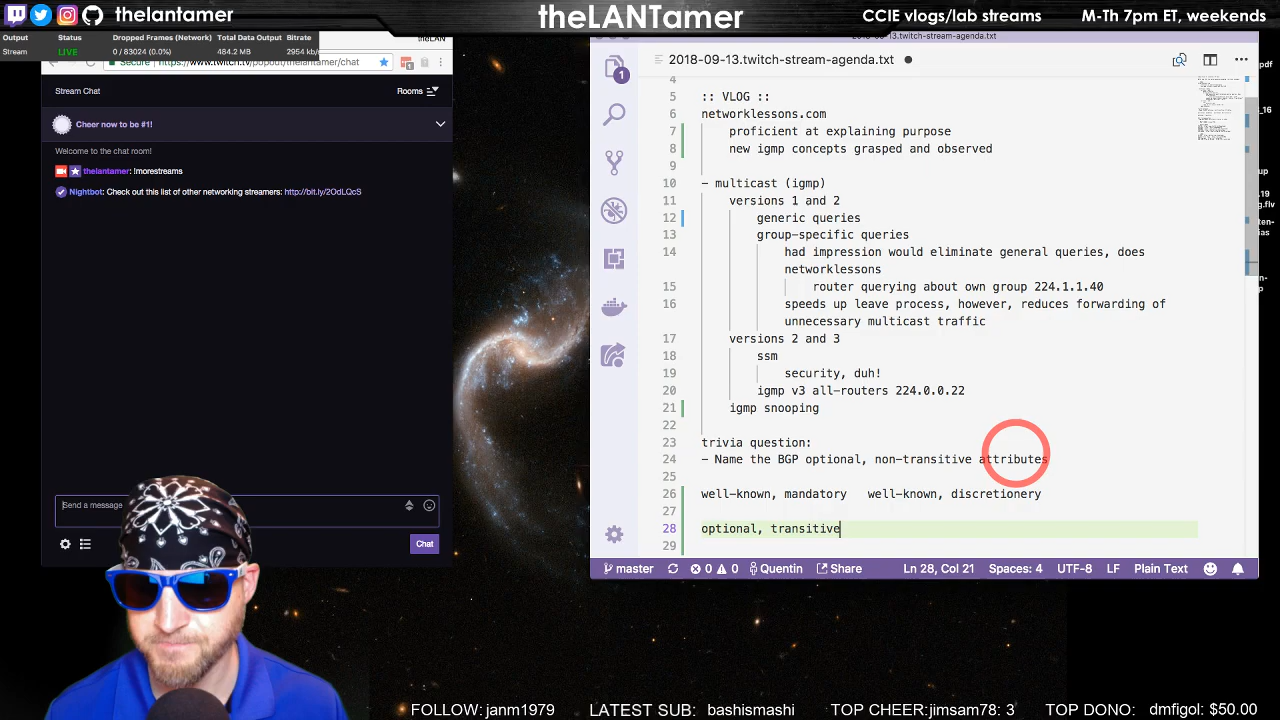 thelantamer
theLANTamer
CCIE vlogs/lab streams
M-Th 7pm ET, weekends
Output Status Dropped Frames (Network) Total Data Output Bitrate
Stream LIVE 0 / 83024 (0.0%) 484.2 MB 2954 kb/s
theLAN
Secure https://www.twitch.tv/popout/thelantamer/chat
Stream Chat
Rooms
Cheer now to be #1!
Welcome to the chat room!
thelantamer: !morestreams
Nightbot: Check out this list of other networking streamers: http://bit.ly/2OdLQcS
Send a message
Chat
2018-09-13.twitch-stream-agenda.txt
2018-09-13.twitch-stream-agenda.txt
1
4
5 :: VLOG ::
6 networklessons.com
7 proficient at explaining purpose
8 new igmp concepts grasped and observed
9
10 - multicast (igmp)
11 versions 1 and 2
12 generic queries
13 group-specific queries
14 had impression would eliminate general queries, does
networklessons
15 router querying about own group 224.1.1.40
16 speeds up leave process, however, reduces forwarding of
unnecessary multicast traffic
17 versions 2 and 3
18 ssm
19 security, duh!
20 igmp v3 all-routers 224.0.0.22
21 igmp snooping
22
23 trivia question:
24 - Name the BGP optional, non-transitive attributes
25
26 well-known, mandatory well-known, discretionery
27
28 optional, transitive
29
master 0 0 Quentin Share Ln 28, Col 21 Spaces: 4 UTF-8 LF Plain Text
FOLLOW: janm1979
LATEST SUB: bashismashi
TOP CHEER:jimsam78: 3
TOP DONO: dmfigol: $50.00